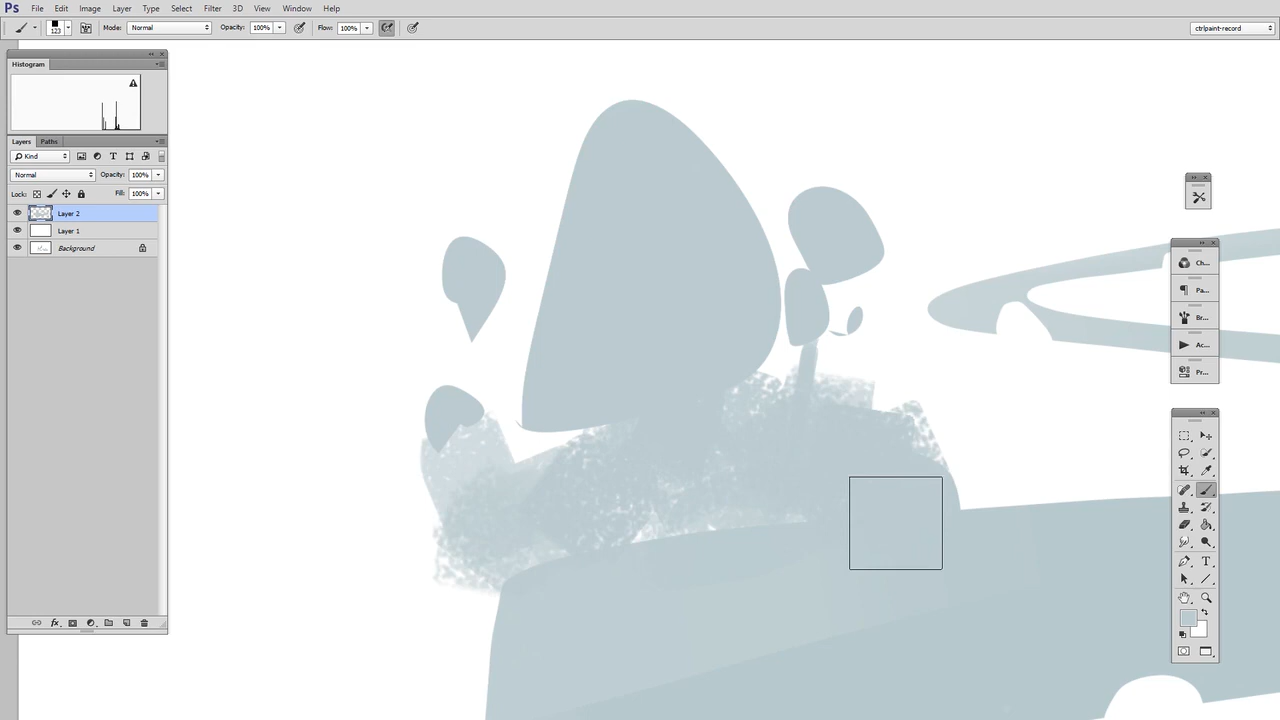 Ps File Edit Image Layer Type Select Filter 3D View Window Help
123 Mode: Normal Opacity: 100% Flow: 100% ctrlpaint-record
Histogram
Layers Paths
Kind
Normal Opacity: 100%
Lock: Fill: 100%
Layer 2
Layer 1
Background
fx
Ch...
Pa...
Br...
Ac...
Pr...